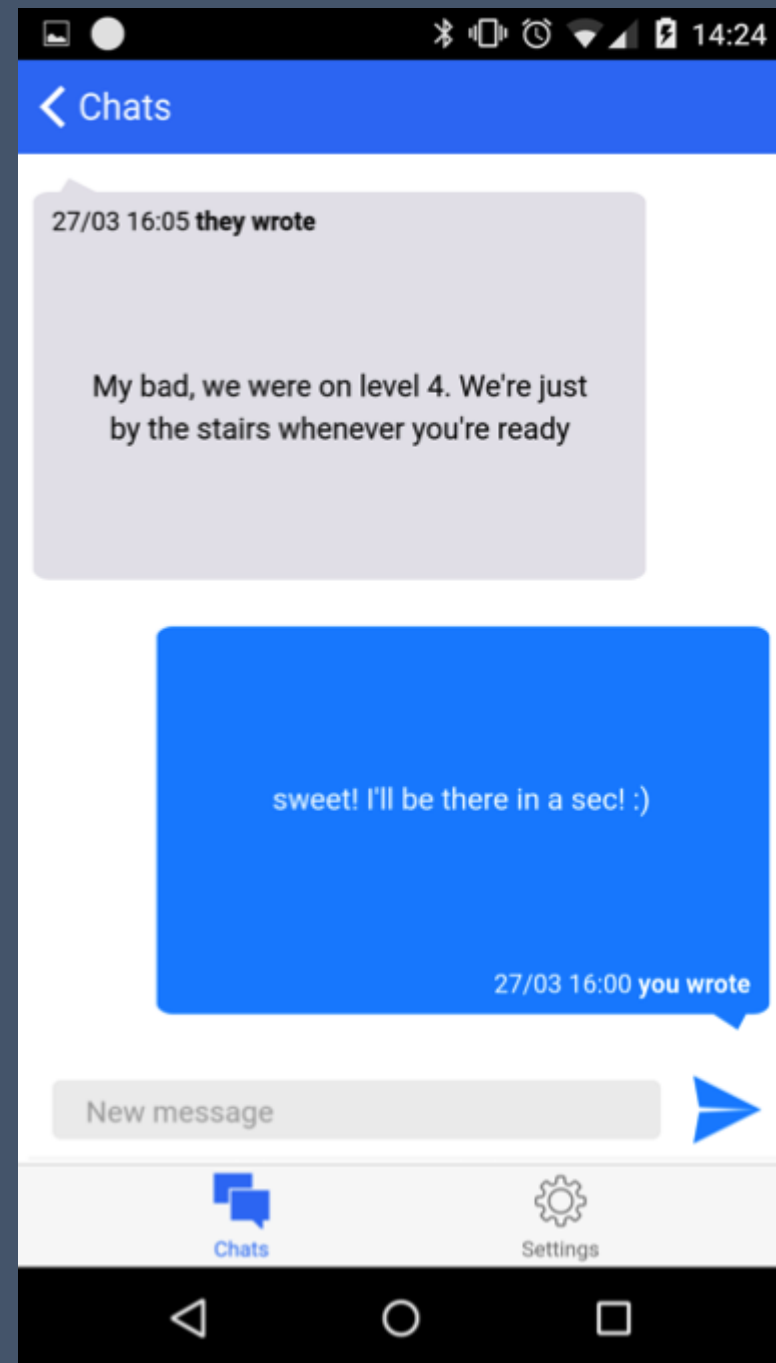 14:24
Chats
27/03 16:05 they wrote
My bad, we were on level 4. We're just
by the stairs whenever you're ready
sweet! I'll be there in a sec! :)
27/03 16:00 you wrote
New message
Chats
Settings